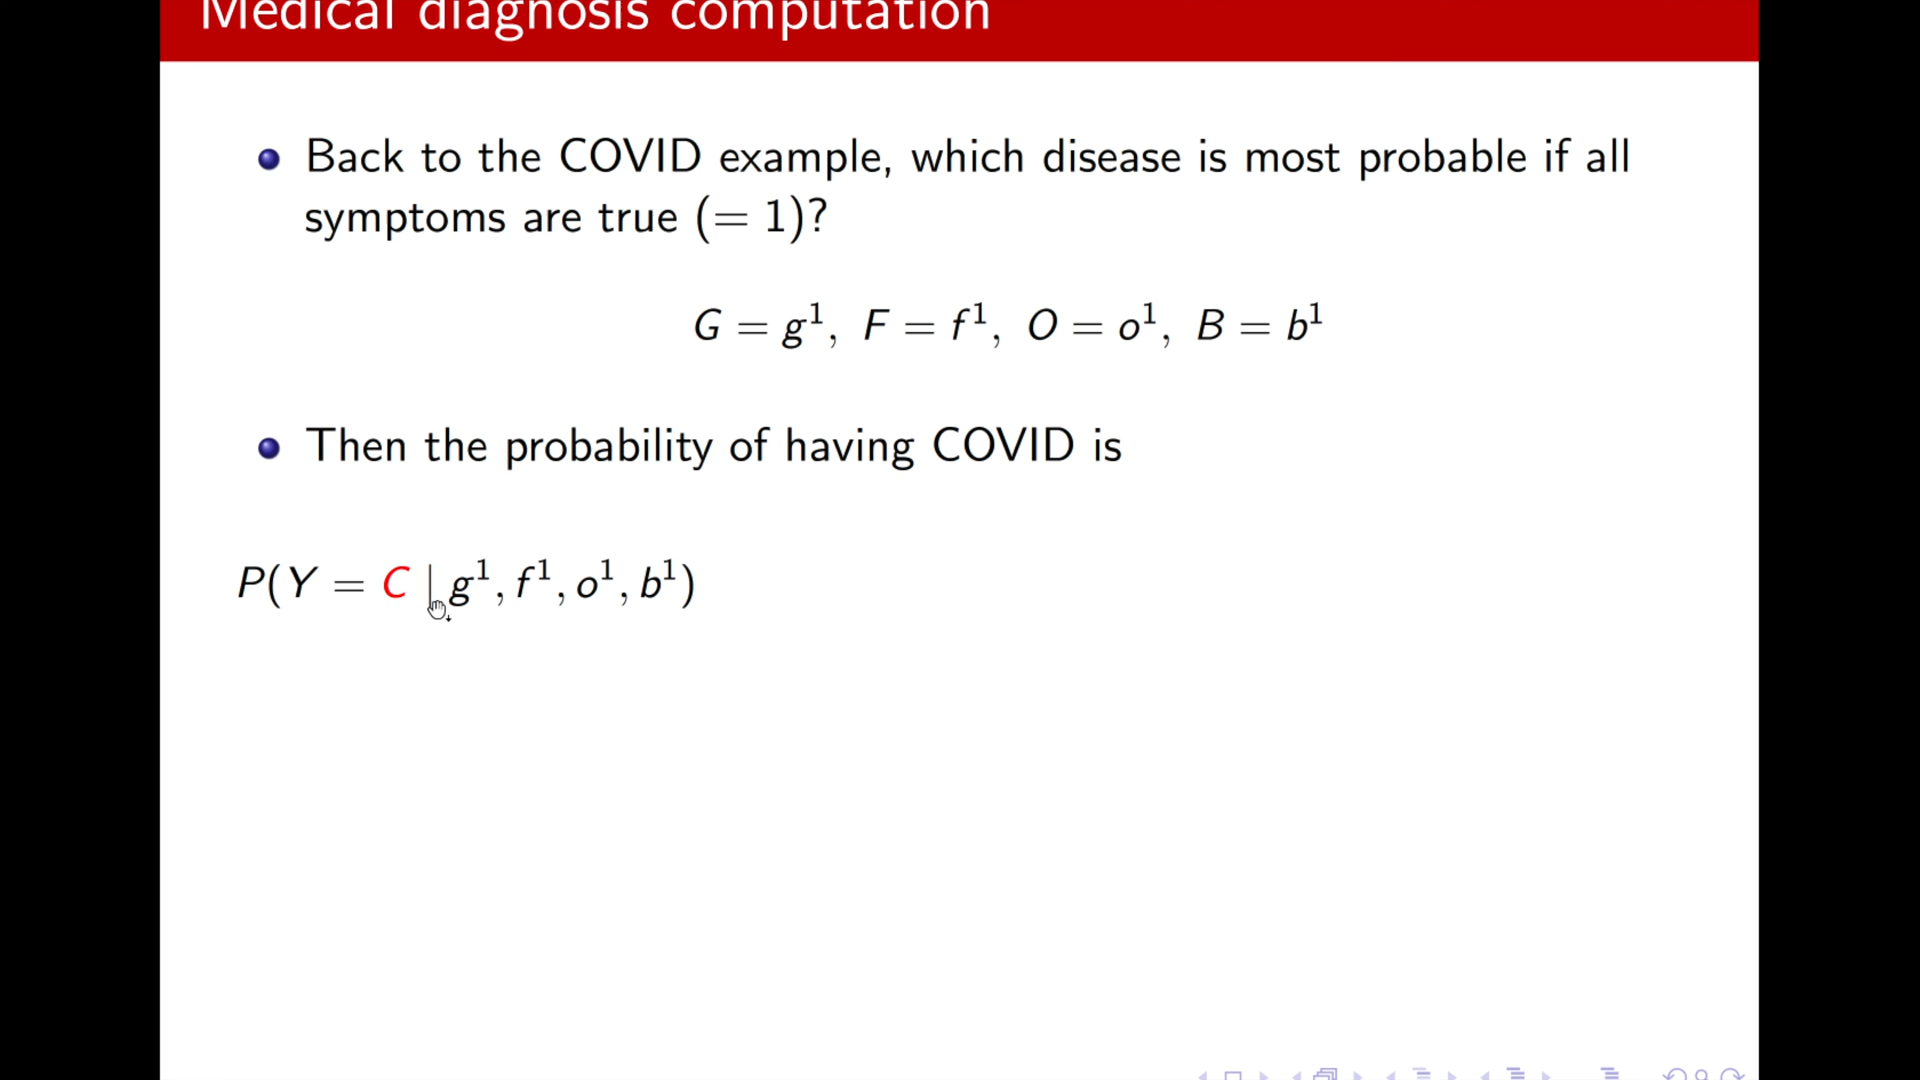 Medical diagnosis computation
Back to the COVID example, which disease is most probable if all
symptoms are true (= 1)?
G = g¹, F = f¹, O = o¹, B = b¹
Then the probability of having COVID is
P(Y = C | g¹, f¹, o¹, b¹)